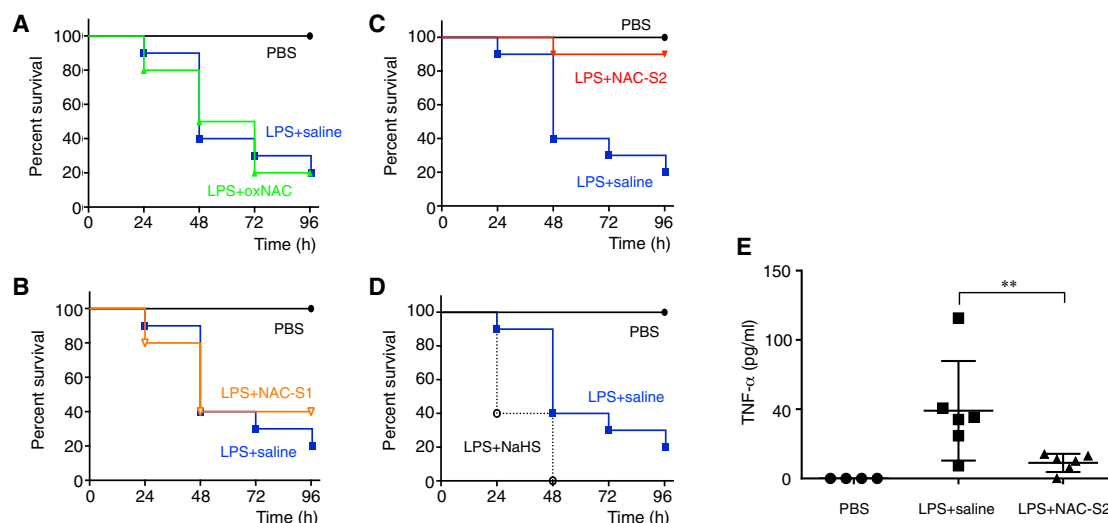 A
100
80
60
40
20
0
Percent survival
PBS
LPS+saline
LPS+oxNAC
0 24 48 72 96
Time (h)
B
100
80
60
40
20
0
Percent survival
PBS
LPS+NAC-S1
LPS+saline
0 24 48 72 96
Time (h)
C
100
80
60
40
20
0
Percent survival
PBS
LPS+NAC-S2
LPS+saline
0 24 48 72 96
Time (h)
D
100
80
60
40
20
0
Percent survival
PBS
LPS+saline
LPS+NaHS
0 24 48 72 96
Time (h)
E
150
100
40
0
TNF-α (pg/ml)
**
PBS LPS+saline LPS+NAC-S2